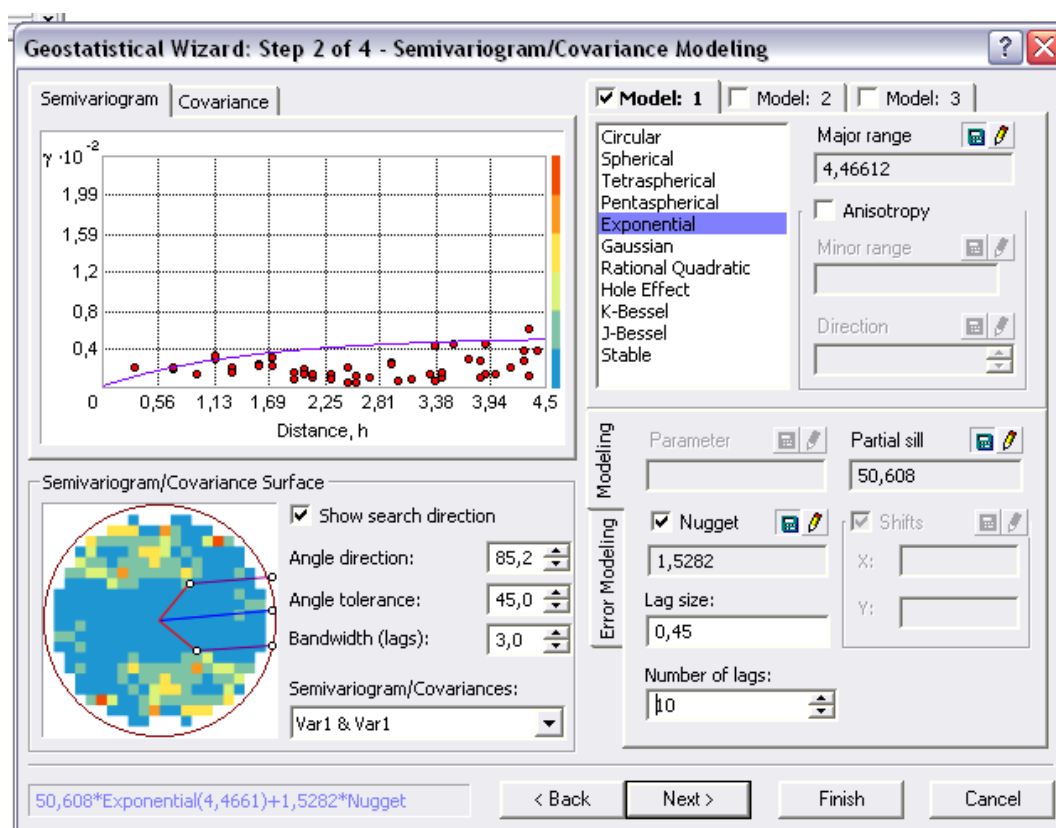 Geostatistical Wizard: Step 2 of 4 - Semivariogram/Covariance Modeling
Semivariogram
Covariance
γ ·10 -2
1,99
1,59
1,2
0,8
0,4
0 0,56 1,13 1,69 2,25 2,81 3,38 3,94 4,5
Distance, h
Semivariogram/Covariance Surface
Show search direction
Angle direction: 85,2
Angle tolerance: 45,0
Bandwidth (lags): 3,0
Semivariogram/Covariances:
Var1 & Var1
Model: 1
Model: 2
Model: 3
Circular
Spherical
Tetraspherical
Pentaspherical
Exponential
Gaussian
Rational Quadratic
Hole Effect
K-Bessel
J-Bessel
Stable
Major range
4,46612
Anisotropy
Minor range
Direction
Modeling
Error Modeling
Parameter
Partial sill
50,608
Nugget
1,5282
Shifts
X:
Y:
Lag size:
0,45
Number of lags:
10
50,608*Exponential(4,4661)+1,5282*Nugget
< Back
Next >
Finish
Cancel